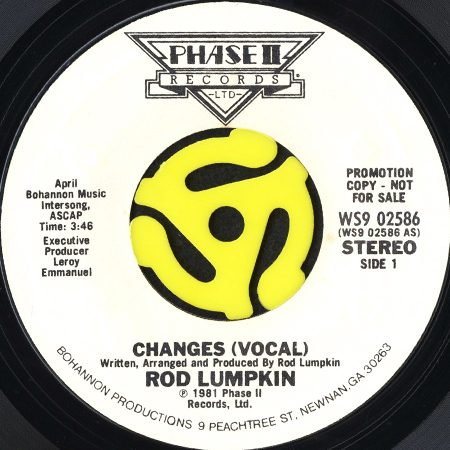 PHASE II
RECORDS
-LTD-
April
Bohannon Music
Intersong,
ASCAP
Time: 3:46
Executive
Producer
Leroy
Emmanuel
PROMOTION
COPY - NOT
FOR SALE
WS9 02586
(WS9 02586 AS)
STEREO
SIDE 1
CHANGES (VOCAL)
Written, Arranged and Produced By Rod Lumpkin
ROD LUMPKIN
℗ 1981 Phase II
Records, Ltd.
BOHANNON PRODUCTIONS 9 PEACHTREE ST, NEWNAN, GA 30263